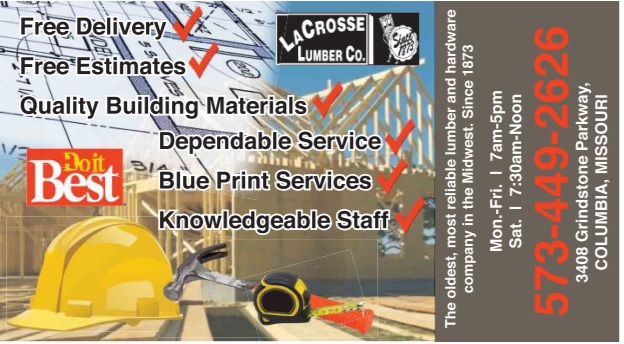 Free Delivery
Free Estimates
Quality Building Materials
Dependable Service
Blue Print Services
Knowledgeable Staff
LACROSSE
LUMBER CO.
Since
1873
Do it
Best
The oldest, most reliable lumber and hardware
company in the Midwest. Since 1873
Mon.-Fri. I 7am-5pm
Sat. I 7:30am-Noon
573-449-2626
3408 Grindstone Parkway,
COLUMBIA, MISSOURI